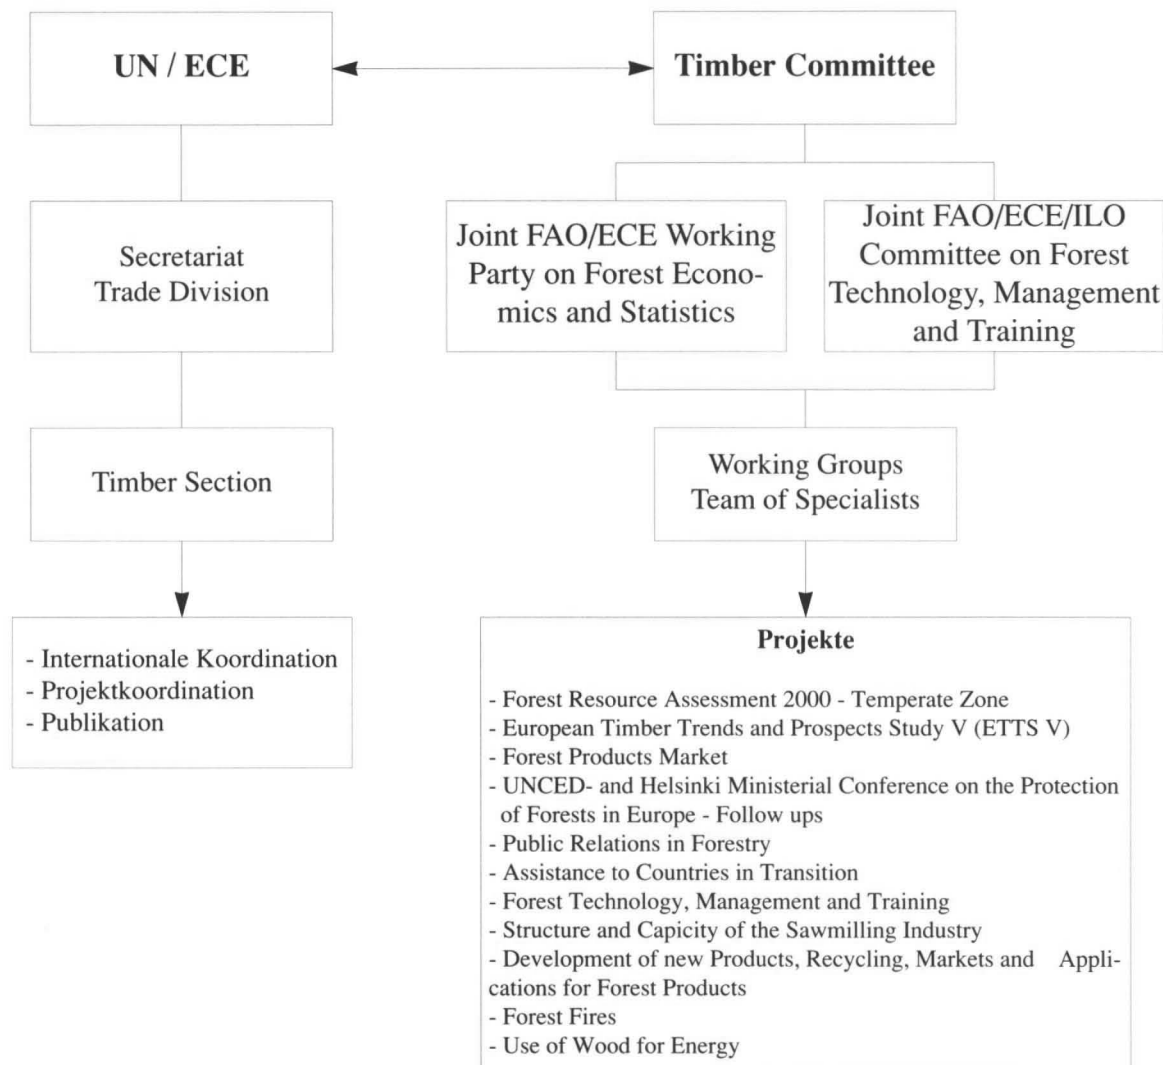 UN / ECE
Timber Committee
Secretariat
Trade Division
Joint FAO/ECE Working
Party on Forest Econo-
mics and Statistics
Joint FAO/ECE/ILO
Committee on Forest
Technology, Management
and Training
Timber Section
Working Groups
Team of Specialists
- Internationale Koordination
- Projektkoordination
- Publikation
Projekte
- Forest Resource Assessment 2000 - Temperate Zone
- European Timber Trends and Prospects Study V (ETTS V)
- Forest Products Market
- UNCED- and Helsinki Ministerial Conference on the Protection
of Forests in Europe - Follow ups
- Public Relations in Forestry
- Assistance to Countries in Transition
- Forest Technology, Management and Training
- Structure and Capicity of the Sawmilling Industry
- Development of new Products, Recycling, Markets and Appli-
cations for Forest Products
- Forest Fires
- Use of Wood for Energy